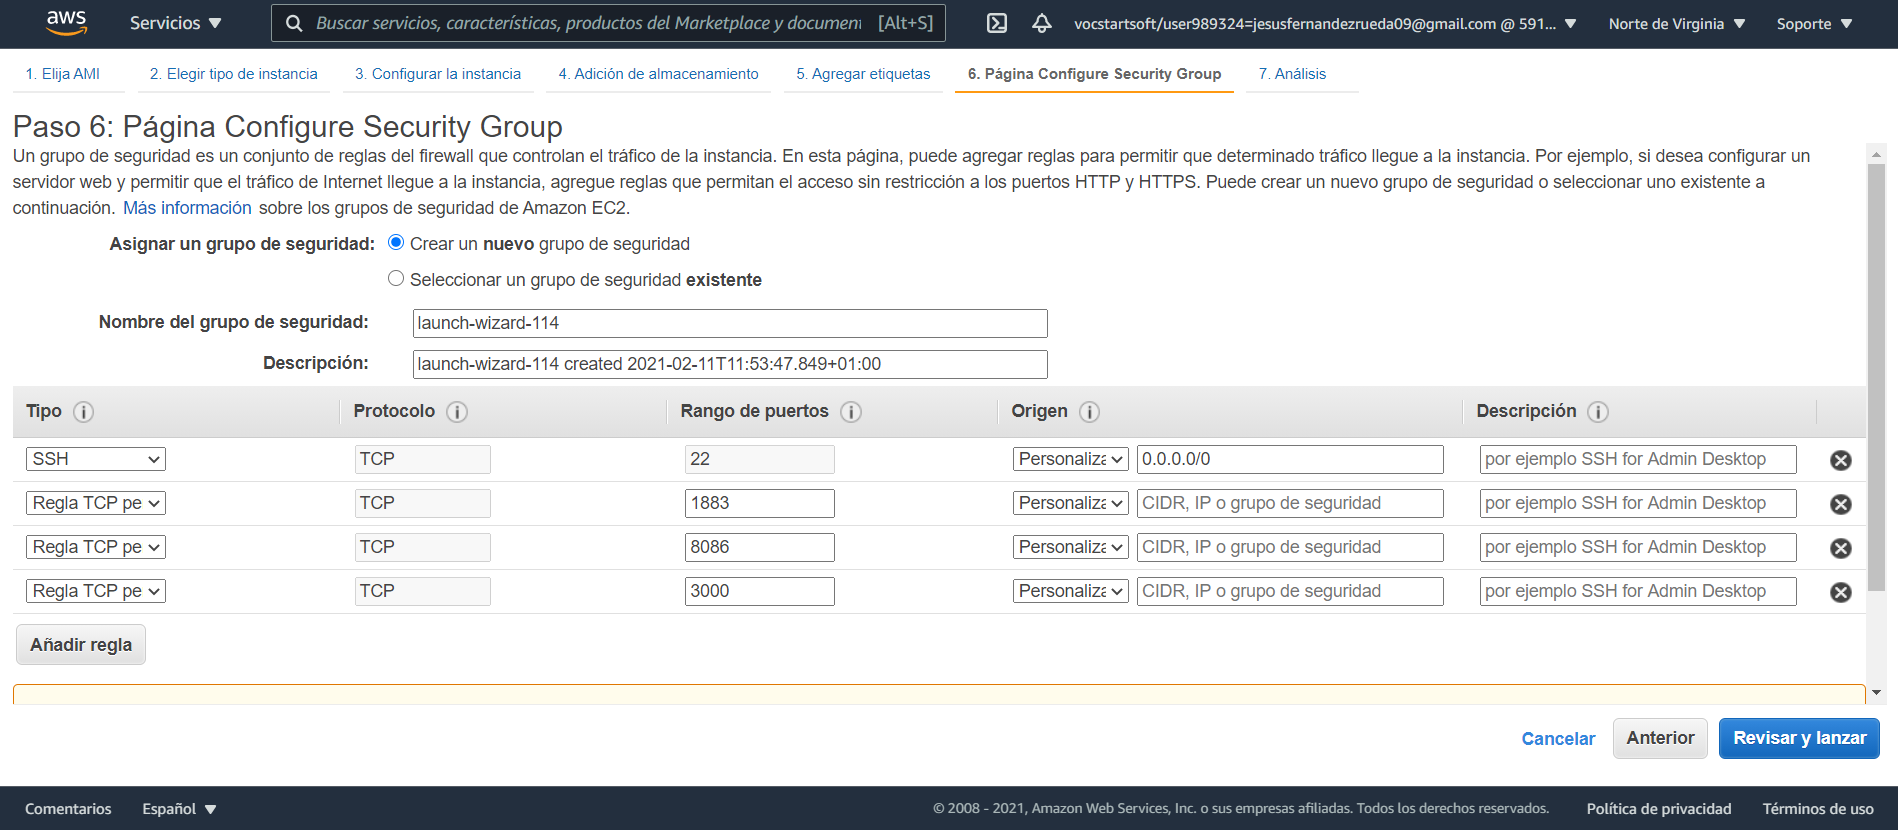 aws
Servicios
Buscar servicios, características, productos del Marketplace y document
[Alt+S]
vocstartsoft/user989324=jesusfernandezrueda09@gmail.com @ 591...
Norte de Virginia
Soporte
1. Elija AMI
2. Elegir tipo de instancia
3. Configurar la instancia
4. Adición de almacenamiento
5. Agregar etiquetas
6. Página Configure Security Group
7. Análisis
Paso 6: Página Configure Security Group
Un grupo de seguridad es un conjunto de reglas del firewall que controlan el tráfico de la instancia. En esta página, puede agregar reglas para permitir que determinado tráfico llegue a la instancia. Por ejemplo, si desea configurar un
servidor web y permitir que el tráfico de Internet llegue a la instancia, agregue reglas que permitan el acceso sin restricción a los puertos HTTP y HTTPS. Puede crear un nuevo grupo de seguridad o seleccionar uno existente a
continuación. Más información sobre los grupos de seguridad de Amazon EC2.
Asignar un grupo de seguridad: Crear un nuevo grupo de seguridad
Seleccionar un grupo de seguridad existente
Nombre del grupo de seguridad: launch-wizard-114
Descripción: launch-wizard-114 created 2021-02-11T11:53:47.849+01:00
Tipo Protocolo Rango de puertos Origen Descripción
SSH TCP 22 Personaliza 0.0.0.0/0 por ejemplo SSH for Admin Desktop
Regla TCP pe TCP 1883 Personaliza CIDR, IP o grupo de seguridad por ejemplo SSH for Admin Desktop
Regla TCP pe TCP 8086 Personaliza CIDR, IP o grupo de seguridad por ejemplo SSH for Admin Desktop
Regla TCP pe TCP 3000 Personaliza CIDR, IP o grupo de seguridad por ejemplo SSH for Admin Desktop
Añadir regla
Cancelar
Anterior
Revisar y lanzar
Comentarios
Español
© 2008 - 2021, Amazon Web Services, Inc. o sus empresas afiliadas. Todos los derechos reservados.
Política de privacidad
Términos de uso